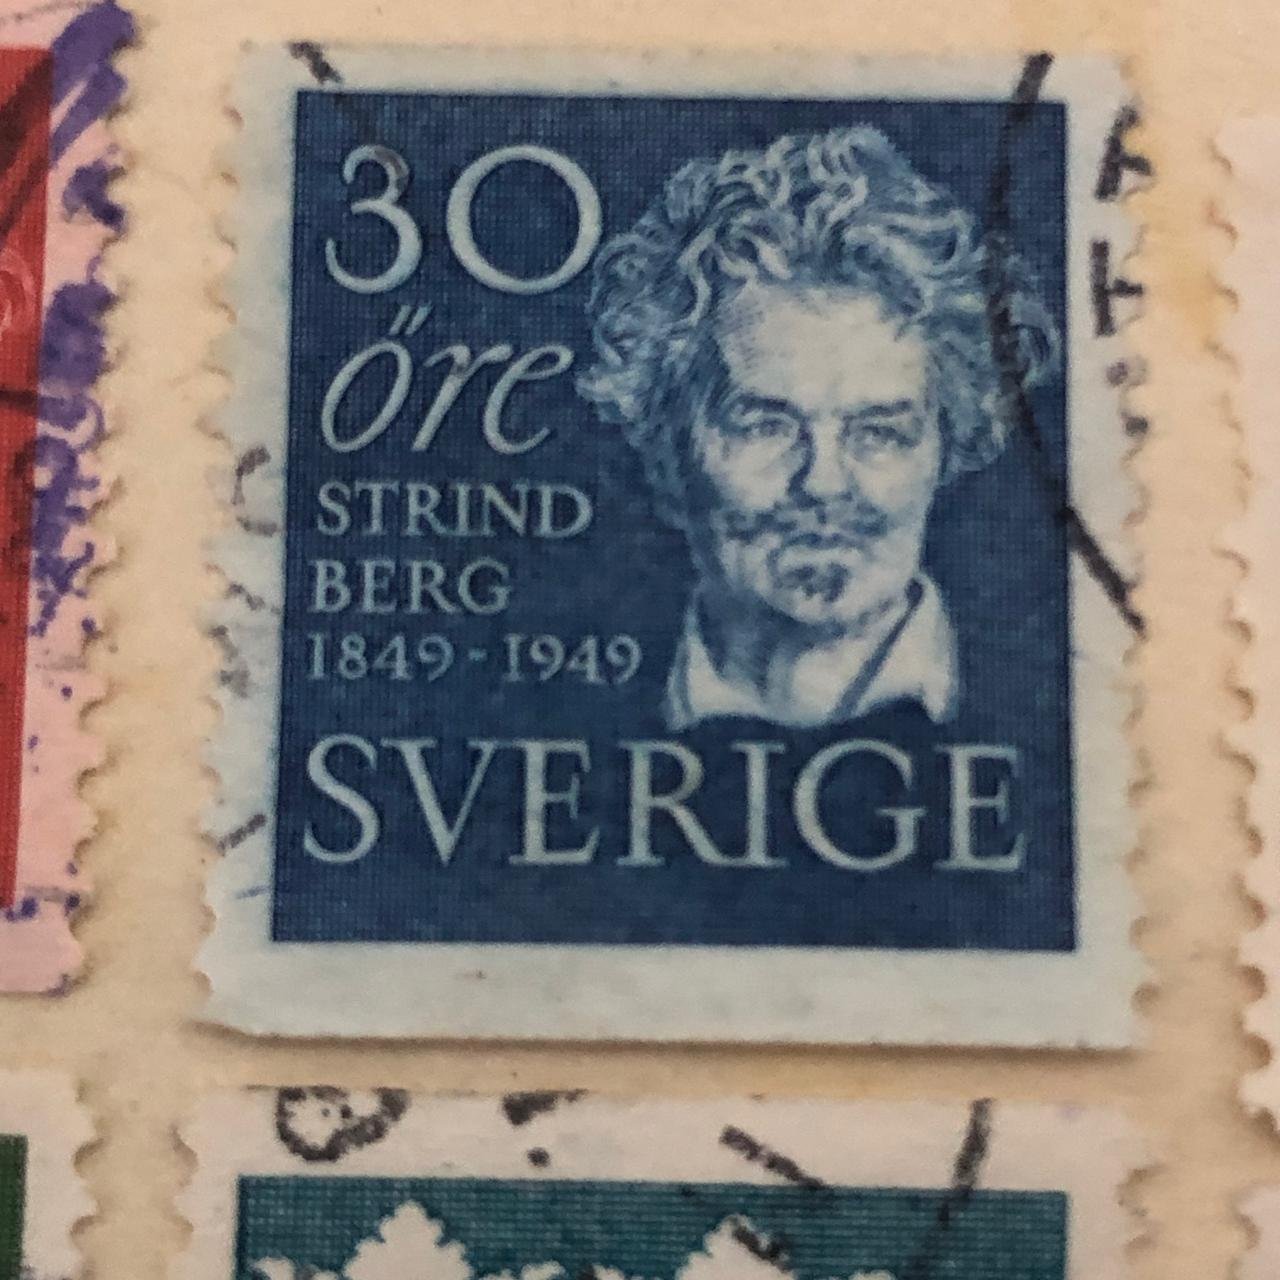 30
öre
STRIND
BERG
1849-1949
SVERIGE